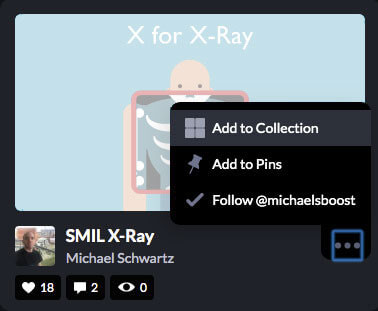 X for X-Ray
Add to Collection
Add to Pins
Follow @michaelsboost
SMIL X-Ray
Michael Schwartz
18 2 0